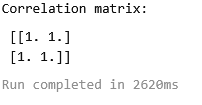 Correlation matrix:
[[1. 1.]
[1. 1.]]
Run completed in 2620ms